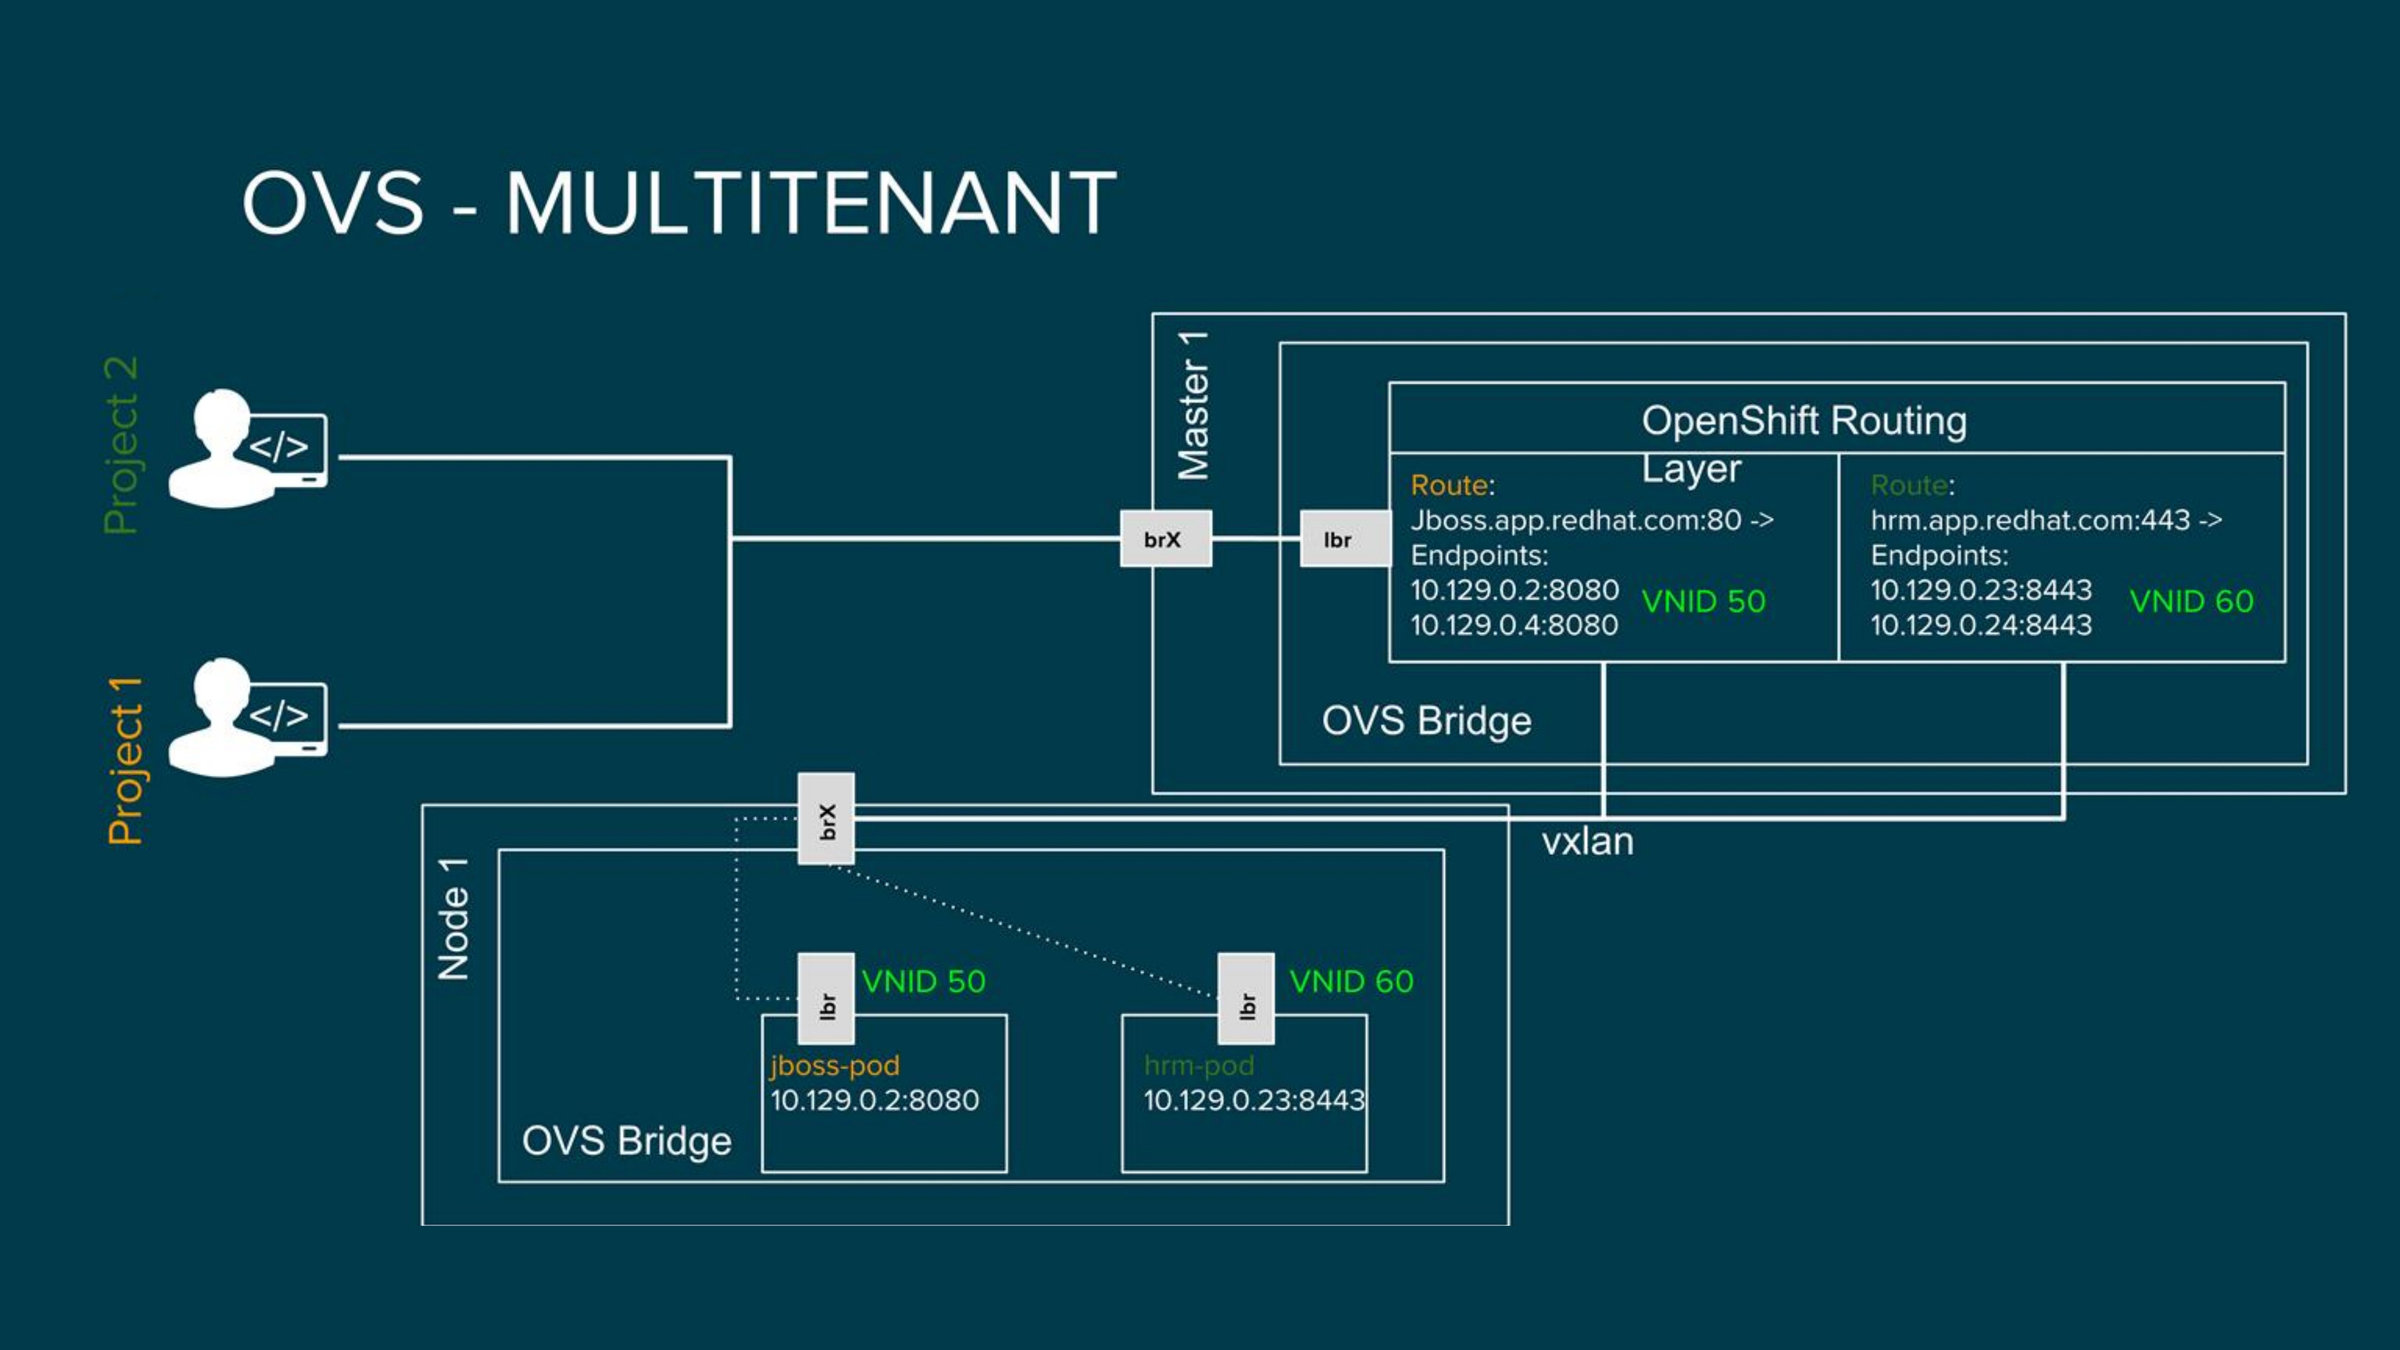 OVS - MULTITENANT
Project 2
</>
Project 1
</>
Master 1
brX
lbr
OpenShift Routing
Layer
Route:
Jboss.app.redhat.com:80 ->
Endpoints:
10.129.0.2:8080
10.129.0.4:8080
VNID 50
Route:
hrm.app.redhat.com:443 ->
Endpoints:
10.129.0.23:8443
10.129.0.24:8443
VNID 60
OVS Bridge
vxlan
Node 1
brX
lbr
VNID 50
jboss-pod
10.129.0.2:8080
lbr
VNID 60
hrm-pod
10.129.0.23:8443
OVS Bridge